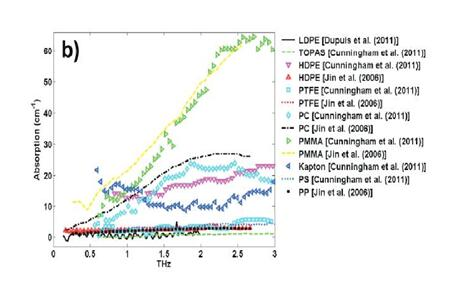 b)
Absorption (cm⁻¹)
60
50
40
30
20
10
0
0
0.5
1
1.5
2
2.5
3
THz
LDPE [Dupuis et al. (2011)]
TOPAS [Cunningham et al. (2011)]
HDPE [Cunningham et al. (2011)]
HDPE [Jin et al. (2006)]
PTFE [Cunningham et al. (2011)]
PTFE [Jin et al. (2006)]
PC [Cunningham et al. (2011)]
PC [Jin et al. (2006)]
PMMA [Cunningham et al. (2011)]
PMMA [Jin et al. (2006)]
Kapton [Cunningham et al. (2011)]
PS [Cunningham et al. (2011)]
PP [Jin et al. (2006)]